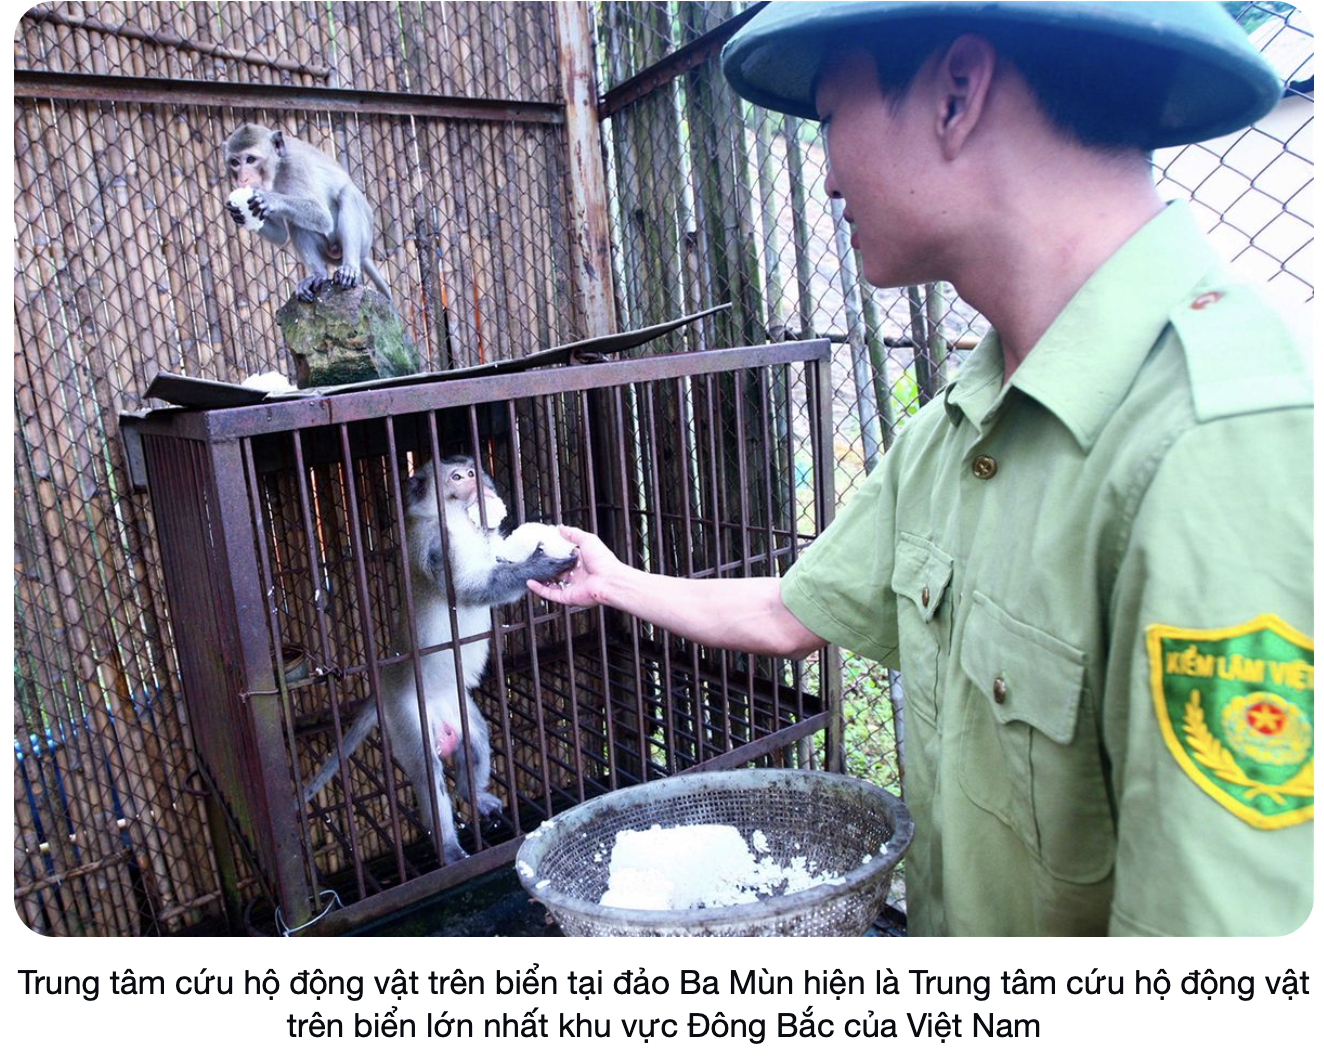 KIỂM LÂM VIỆT
Trung tâm cứu hộ động vật trên biển tại đảo Ba Mùn hiện là Trung tâm cứu hộ động vật
trên biển lớn nhất khu vực Đông Bắc của Việt Nam